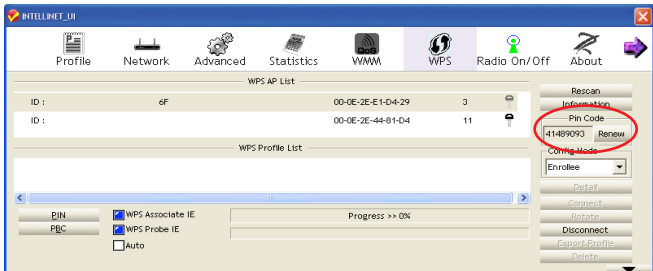 INTELLINET_UI
Profile Network Advanced Statistics WMM WPS Radio On/Off About
QoS
WPS AP List
ID : 6F 00-0E-2E-E1-D4-29 3
ID : 00-0E-2E-44-81-D4 11
WPS Profile List
Rescan
Information
Pin Code
41489093 Renew
Config Mode
Enrollee
Detail
Connect
Rotate
Disconnect
Export Profile
Delete
PIN WPS Associate IE Progress >> 0%
PBC WPS Probe IE
Auto